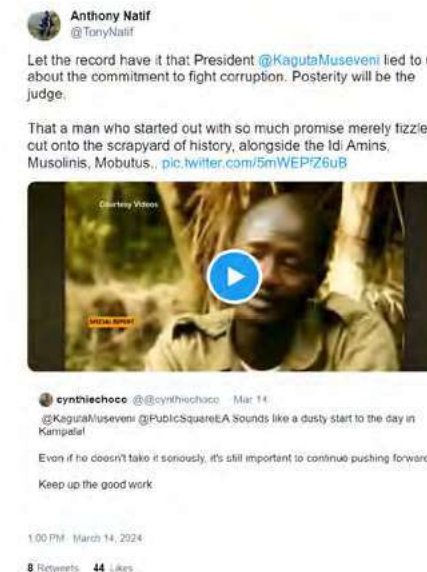 Anthony Natif
@TonyNatif
Let the record have it that President @KagutaMuseveni lied to
about the commitment to fight corruption. Posterity will be the
judge.
That a man who started out with so much promise merely fizzle
out onto the scrapyard of history, alongside the Idi Amins,
Musolinis, Mobutus.. pic.twitter.com/5mWEPfZ6uB
Courtesy Videos
SPECIAL REPORT
cynthiechoco @@cynthiechoco Mar 14
@KagutaMuseveni @PublicSquareEA Sounds like a dusty start to the day in
Kampala!
Even if he doesn't take it seriously, it's still important to continue pushing forward
Keep up the good work
1:00 PM · March 14, 2024
8 Retweets 44 Likes